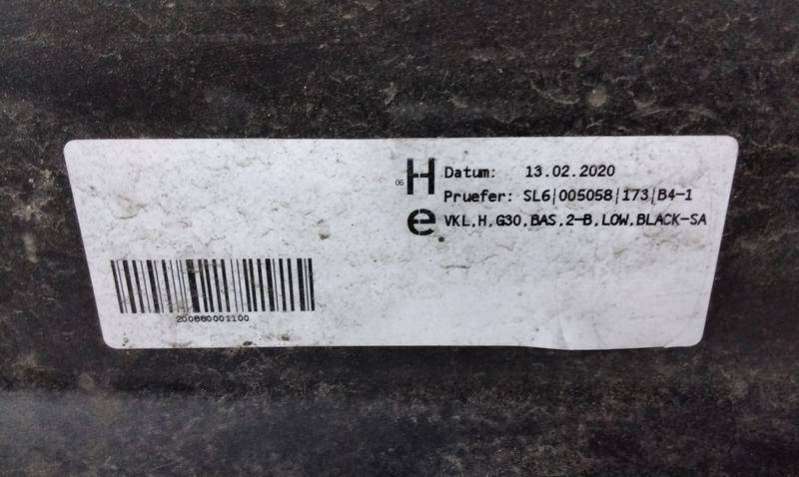 06 H Datum: 13.02.2020
Pruefer: SL6|005058|173|B4-1
e VKL,H,G30,BAS,2-B,LOW,BLACK-SA
200880001100